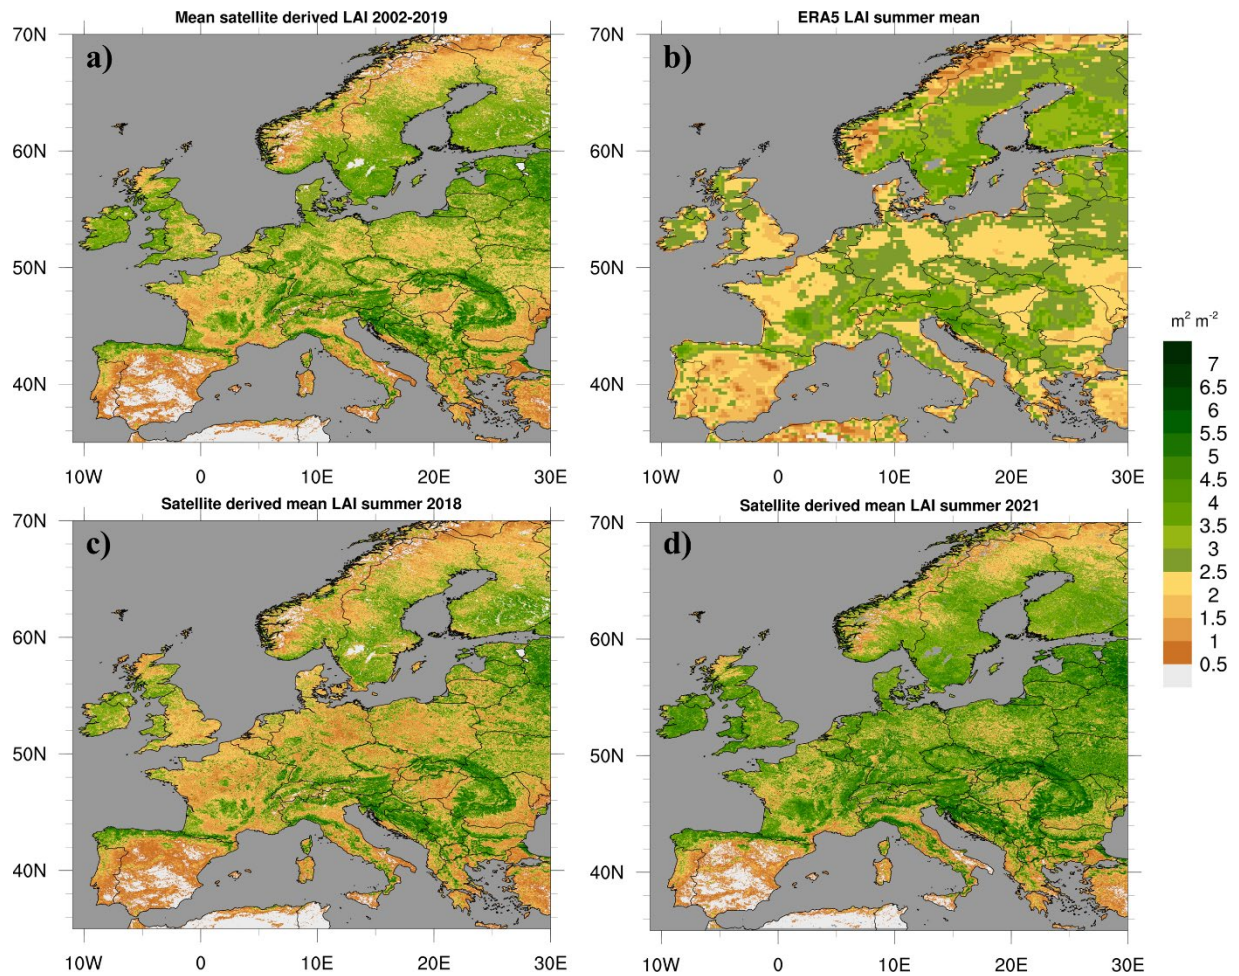 Mean satellite derived LAI 2002-2019
ERA5 LAI summer mean
a)
b)
70N
60N
50N
40N
10W 0 10E 20E 30E
70N
60N
50N
40N
10W 0 10E 20E 30E
m² m⁻²
7
6.5
6
5.5
5
4.5
4
3.5
3
2.5
2
1.5
1
0.5
Satellite derived mean LAI summer 2018
Satellite derived mean LAI summer 2021
c)
d)
70N
60N
50N
40N
10W 0 10E 20E 30E
70N
60N
50N
40N
10W 0 10E 20E 30E